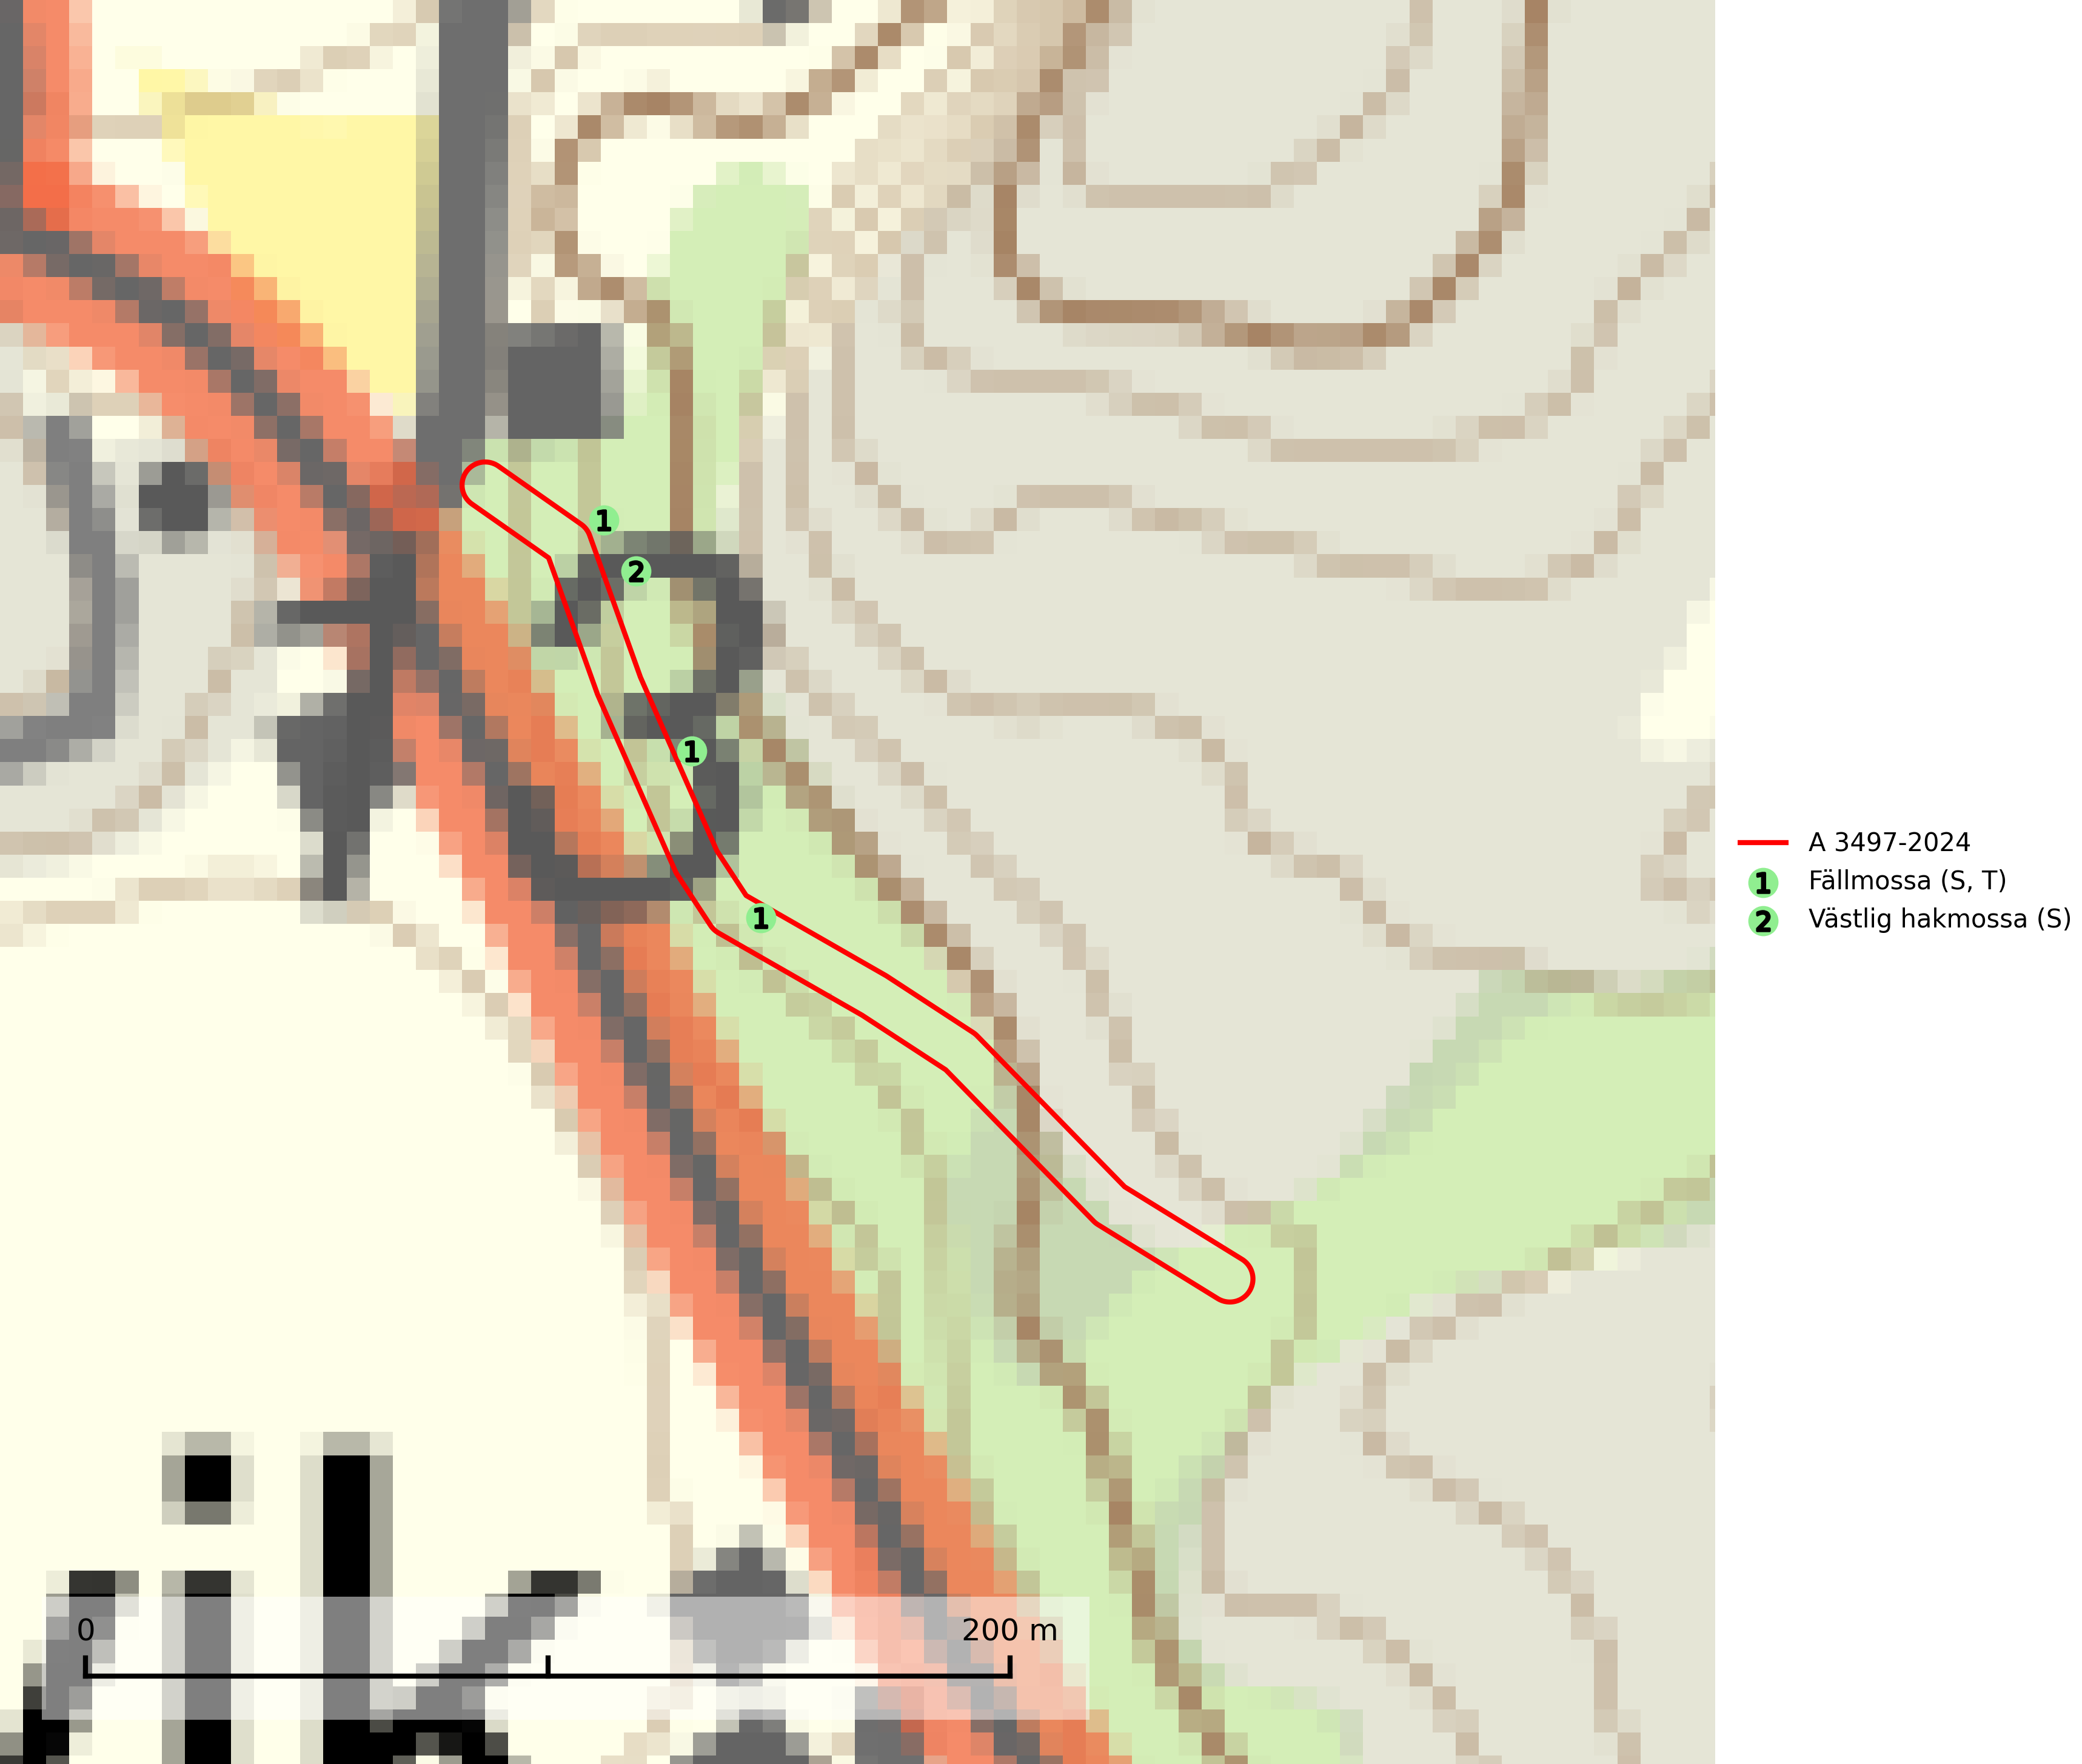 1
2
1
1
A 3497-2024
1 Fällmossa (S, T)
2 Västlig hakmossa (S)
0 200 m